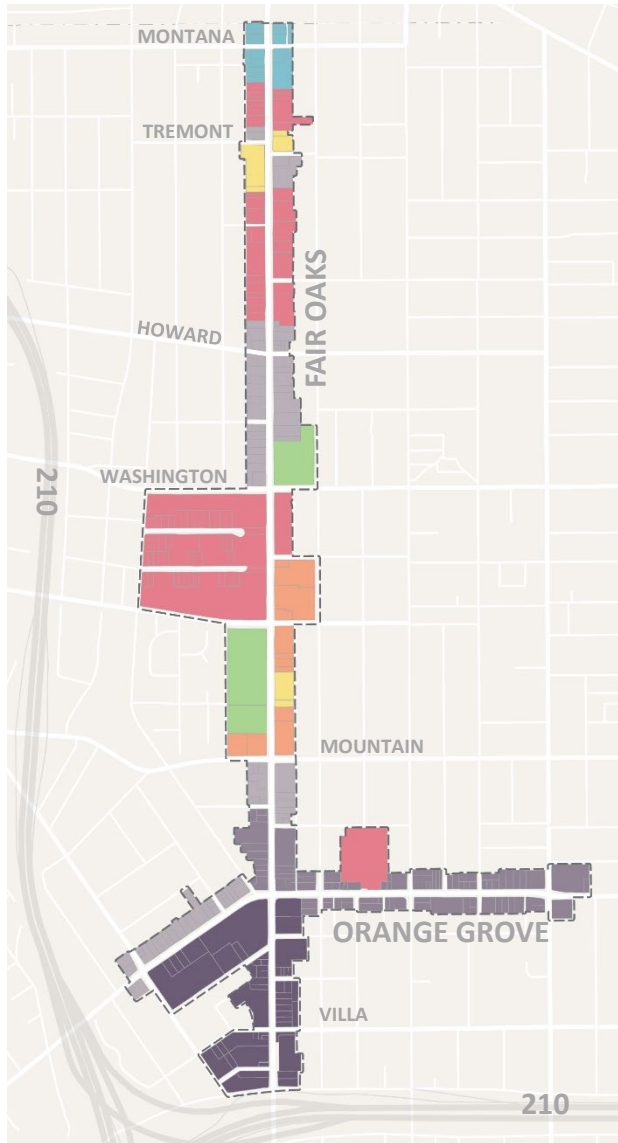 MONTANA
TREMONT
FAIR OAKS
HOWARD
WASHINGTON
210
MOUNTAIN
ORANGE GROVE
VILLA
210